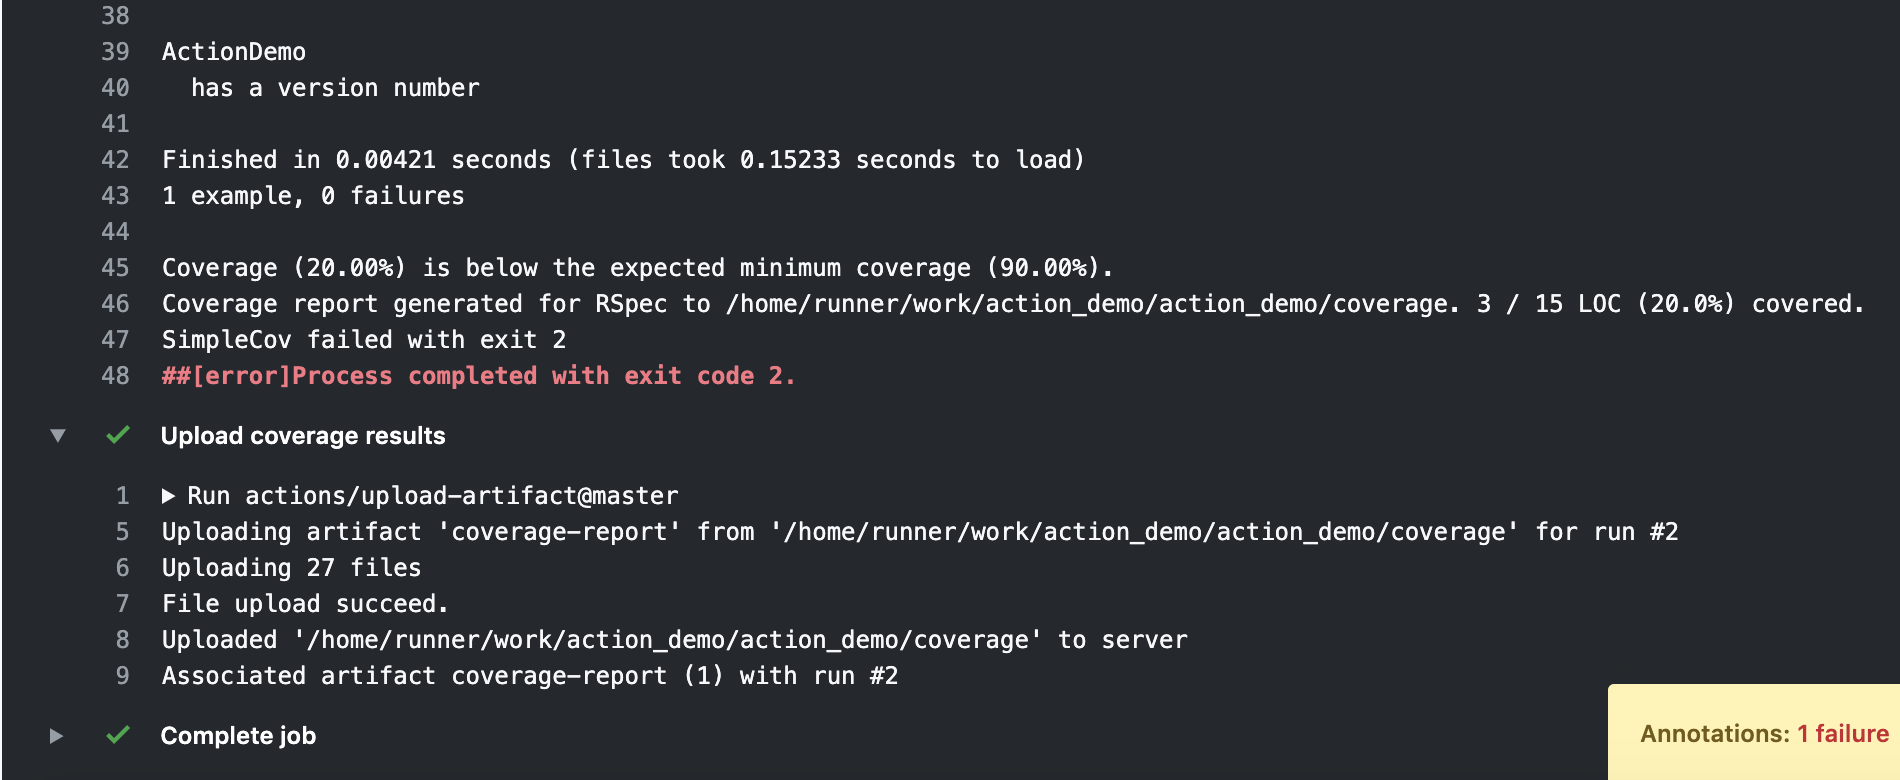 38
39 ActionDemo
40 has a version number
41
42 Finished in 0.00421 seconds (files took 0.15233 seconds to load)
43 1 example, 0 failures
44
45 Coverage (20.00%) is below the expected minimum coverage (90.00%).
46 Coverage report generated for RSpec to /home/runner/work/action_demo/action_demo/coverage. 3 / 15 LOC (20.0%) covered.
47 SimpleCov failed with exit 2
48 ##[error]Process completed with exit code 2.
Upload coverage results
1 Run actions/upload-artifact@master
5 Uploading artifact 'coverage-report' from '/home/runner/work/action_demo/action_demo/coverage' for run #2
6 Uploading 27 files
7 File upload succeed.
8 Uploaded '/home/runner/work/action_demo/action_demo/coverage' to server
9 Associated artifact coverage-report (1) with run #2
Complete job
Annotations: 1 failure